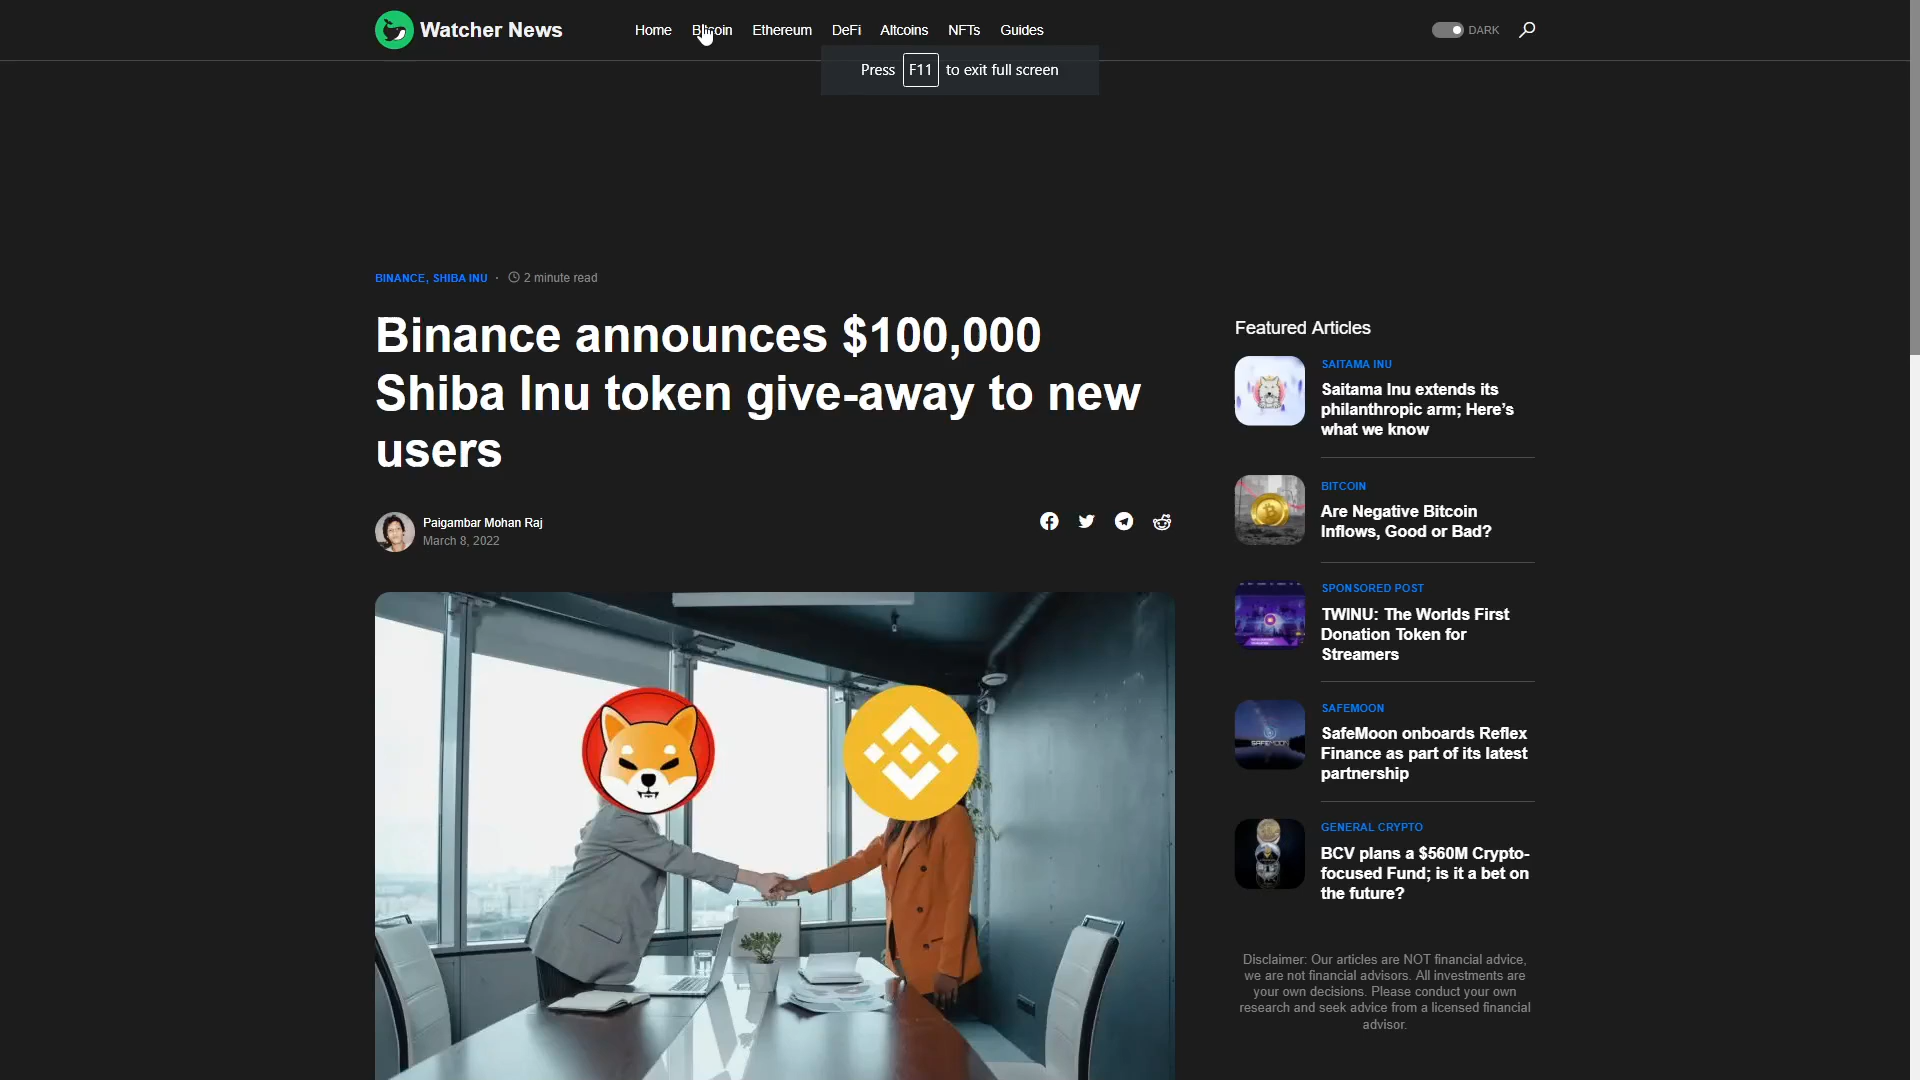 Watcher News
Home Bitcoin Ethereum DeFi Altcoins NFTs Guides
DARK
Press F11 to exit full screen
BINANCE, SHIBA INU · 2 minute read
Binance announces $100,000
Shiba Inu token give-away to new
users
Paigambar Mohan Raj
March 8, 2022
Featured Articles
SAITAMA INU
Saitama Inu extends its
philanthropic arm; Here’s
what we know
BITCOIN
Are Negative Bitcoin
Inflows, Good or Bad?
SPONSORED POST
TWINU: The Worlds First
Donation Token for
Streamers
SAFEMOON
SAFEMOON
SafeMoon onboards Reflex
Finance as part of its latest
partnership
GENERAL CRYPTO
BCV plans a $560M Crypto-
focused Fund; is it a bet on
the future?
Disclaimer: Our articles are NOT financial advice,
we are not financial advisors. All investments are
your own decisions. Please conduct your own
research and seek advice from a licensed financial
advisor.